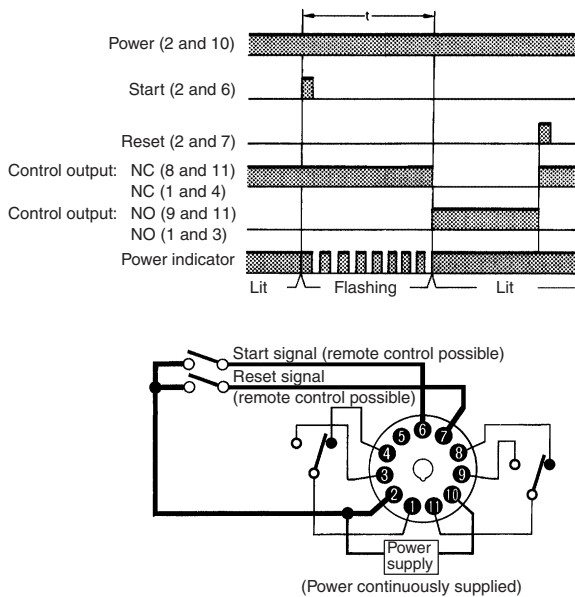 t
Power (2 and 10)
Start (2 and 6)
Reset (2 and 7)
Control output: NC (8 and 11)
NC (1 and 4)
Control output: NO (9 and 11)
NO (1 and 3)
Power indicator
Lit Flashing Lit
Start signal (remote control possible)
Reset signal
(remote control possible)
6
5 7
4 8
3 9
2 10
1 11
Power
supply
(Power continuously supplied)